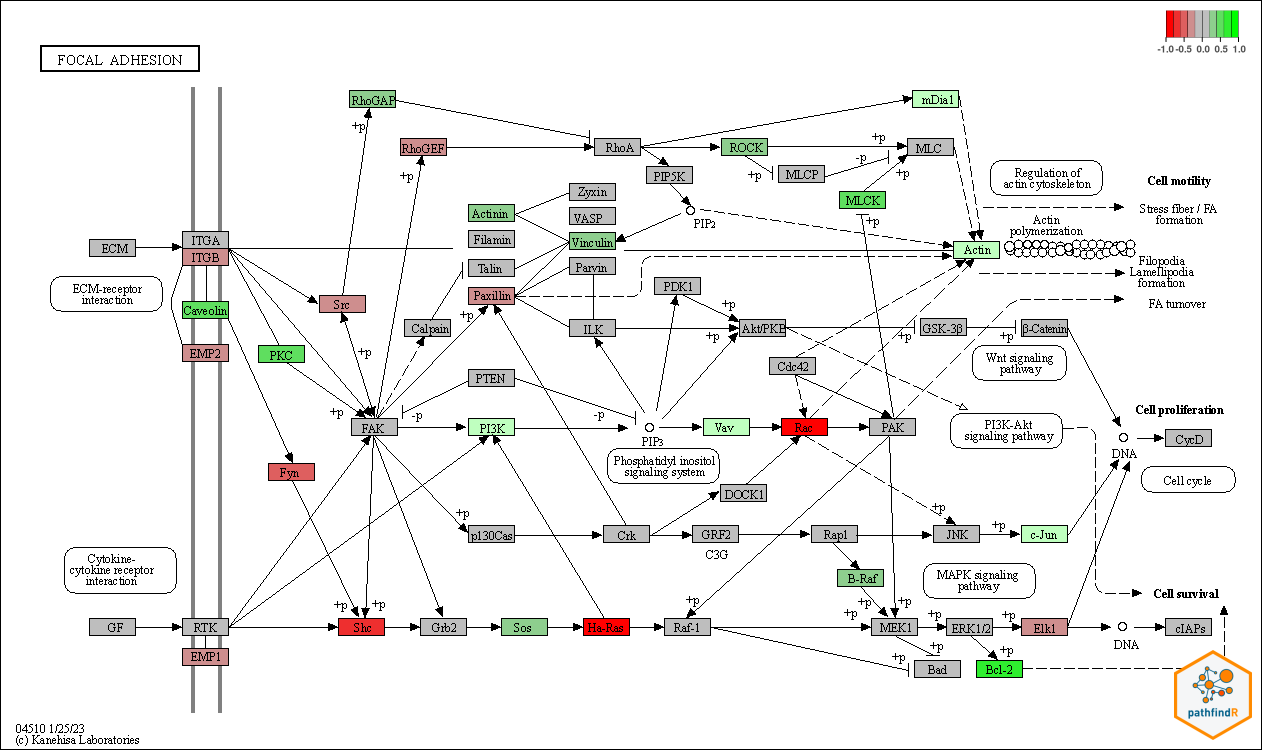 -1.0 -0.5 0.0 0.5 1.0
FOCAL ADHESION
RhoGAP
mDia1
+p
RhoGEF
RhoA
ROCK
+p
MLC
-p
+p
MLCP
+p
+p
PIP5K
MLCK
+p
Regulation of
actin cytoskeleton
Cell motility
Zyxin
Actinin
VASP
PIP2
Stress fiber / FA
formation
Actin
polymerization
ECM
ITGA
ITGB
Filamin
Vinculin
Actin
Talin
Parvin
Filopodia
Lamellipodia
formation
ECM-receptor
interaction
Caveolin
Src
Paxillin
PDK1
FA turnover
+p
+p
Calpain
ILK
+p
Akt/PKB
GSK-3β
β-Catenin
EMP2
PKC
+p
Cdc42
Wnt signaling
pathway
PTEN
+p
-p
-p
Cell proliferation
FAK
PI3K
PIP3
Vav
Rac
PAK
PI3K-Akt
signaling pathway
DNA
CycD
Fyn
Phosphatidyl inositol
signaling system
Cell cycle
DOCK1
+p
p130Cas
Crk
GRF2
C3G
Rap1
+p
JNK
+p
c-Jun
Cytokine-
cytokine receptor
interaction
B-Raf
MAPK signaling
pathway
Cell survival
+p
+p
+p
+p
+p
+p
+p
GF
RTK
Shc
Grb2
Sos
Ha-Ras
Raf-1
MEK1
ERK1/2
Elk1
DNA
cIAPs
EMP1
+p
+p
Bad
Bcl-2
pathfindR
04510 1/25/23
(c) Kanehisa Laboratories